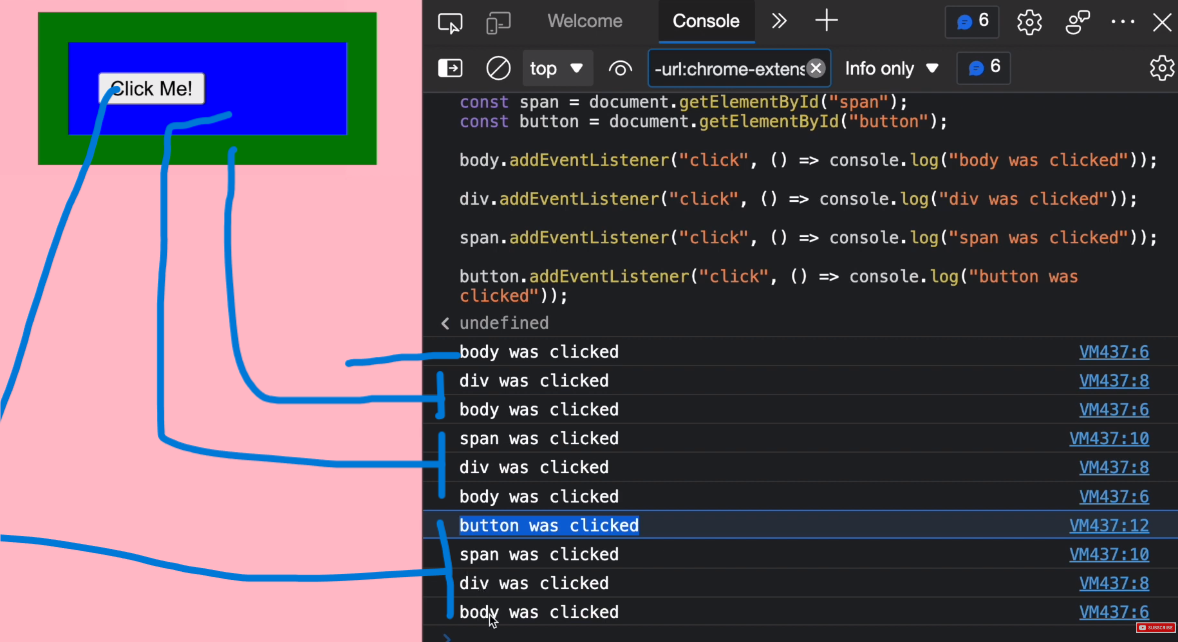 Click Me!
Welcome
Console
6
top
-url:chrome-extens
Info only
6
const span = document.getElementById("span");
const button = document.getElementById("button");
body.addEventListener("click", () => console.log("body was clicked"));
div.addEventListener("click", () => console.log("div was clicked"));
span.addEventListener("click", () => console.log("span was clicked"));
button.addEventListener("click", () => console.log("button was
clicked"));
undefined
body was clicked VM437:6
div was clicked VM437:8
body was clicked VM437:6
span was clicked VM437:10
div was clicked VM437:8
body was clicked VM437:6
button was clicked VM437:12
span was clicked VM437:10
div was clicked VM437:8
body was clicked VM437:6
SUBSCRIBE